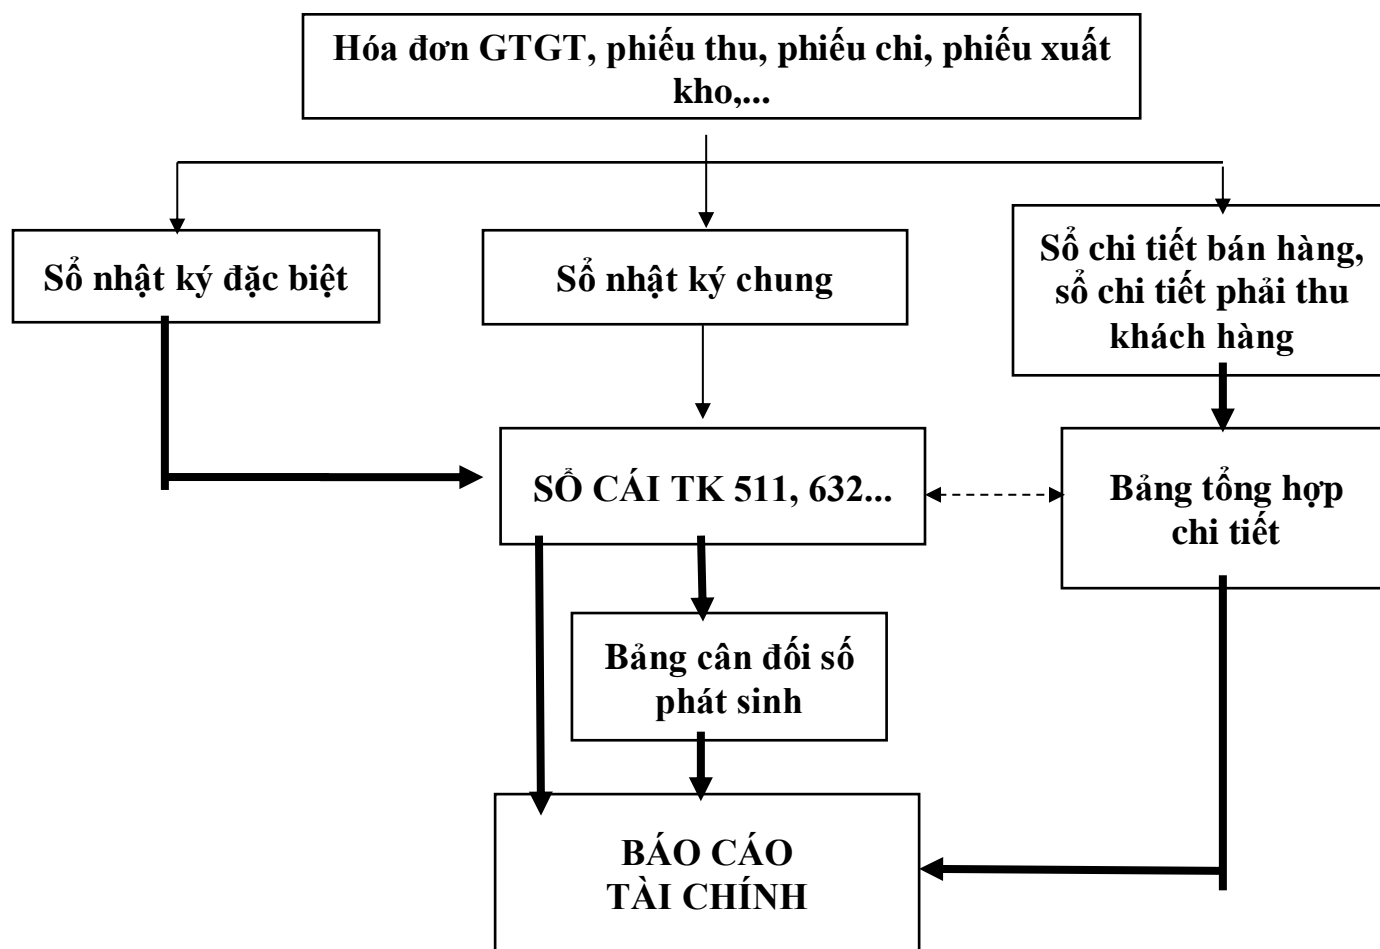 Hóa đơn GTGT, phiếu thu, phiếu chi, phiếu xuất
kho,...
Sổ nhật ký đặc biệt
Sổ nhật ký chung
Sổ chi tiết bán hàng,
sổ chi tiết phải thu
khách hàng
SỔ CÁI TK 511, 632...
Bảng tổng hợp
chi tiết
Bảng cân đối số
phát sinh
BÁO CÁO
TÀI CHÍNH